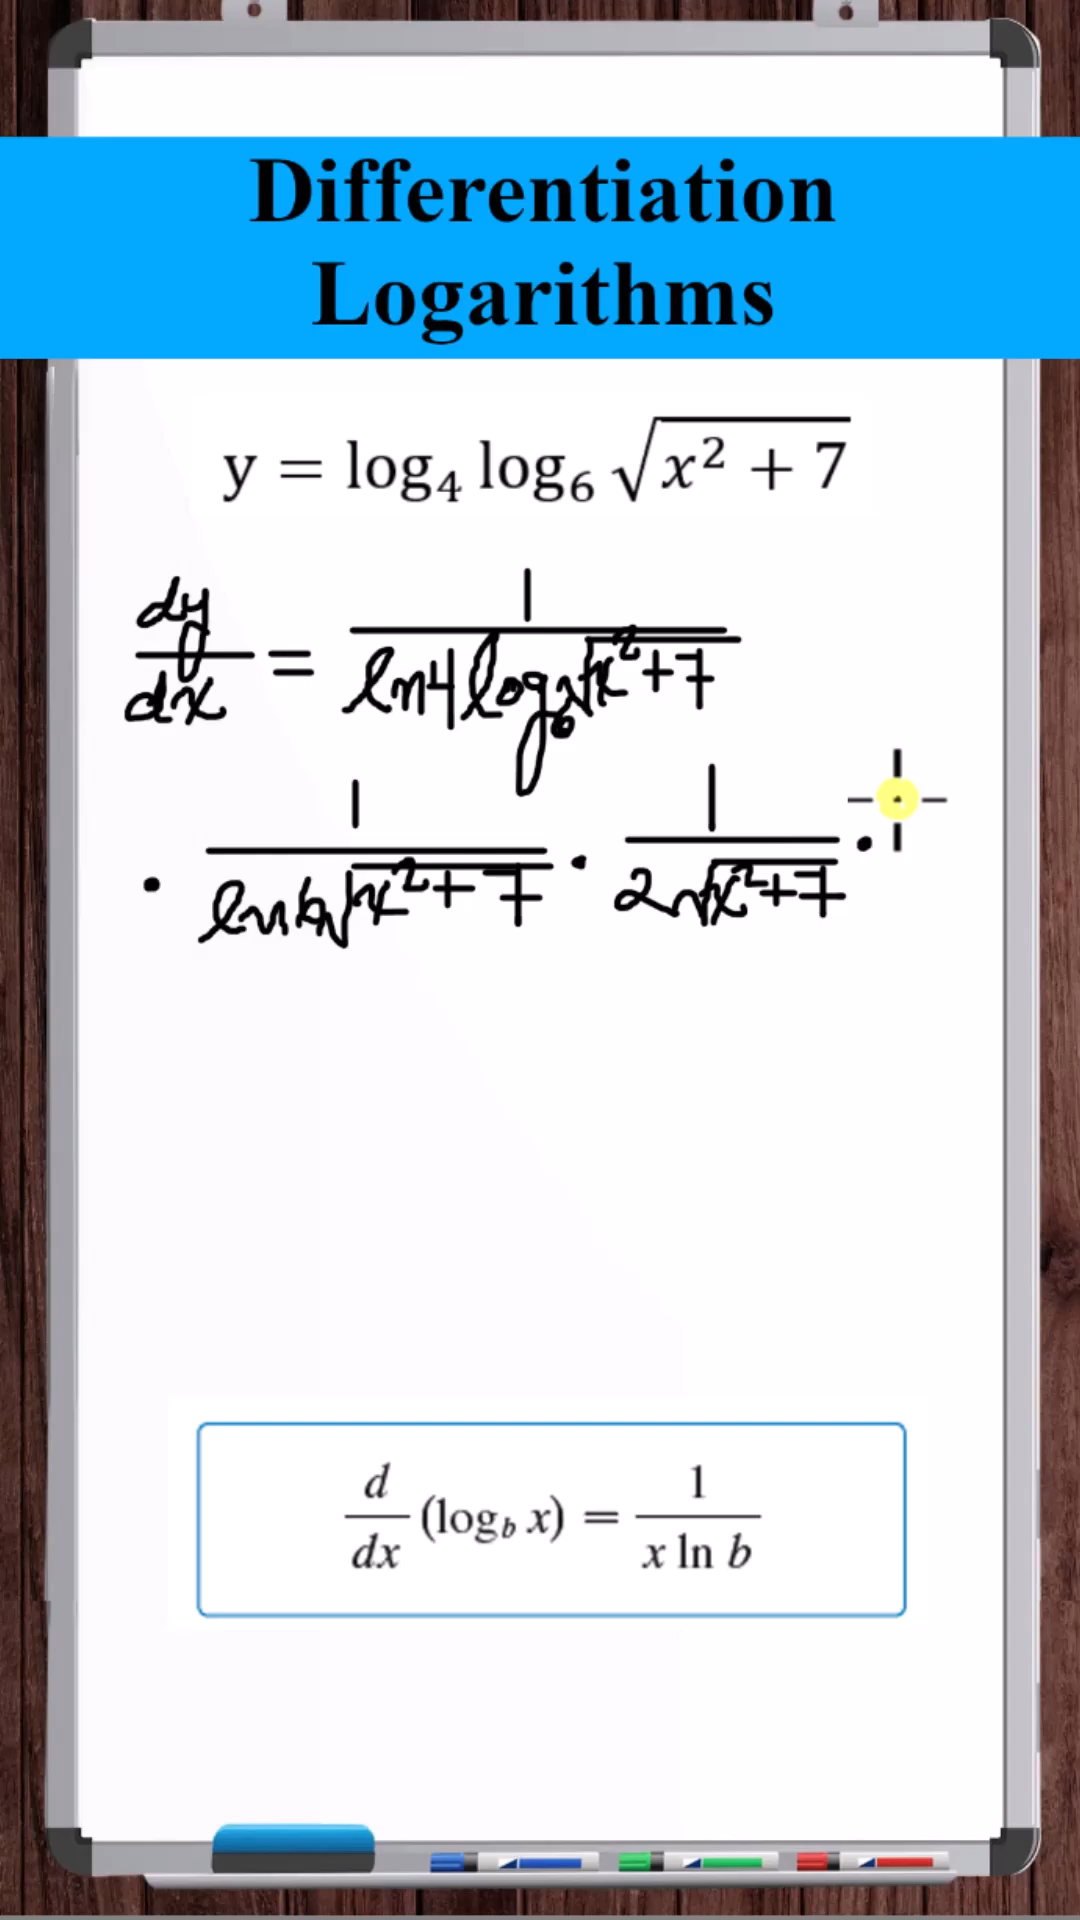 Differentiation
Logarithms
y = log₄ log₆ √(x² + 7)
dy/dx = 1/(ln4 log₆√(x²+7))
· 1/(ln6√(x²+7)) · 1/(2√(x²+7)) ·
d/dx (log_b x) = 1/(x ln b)